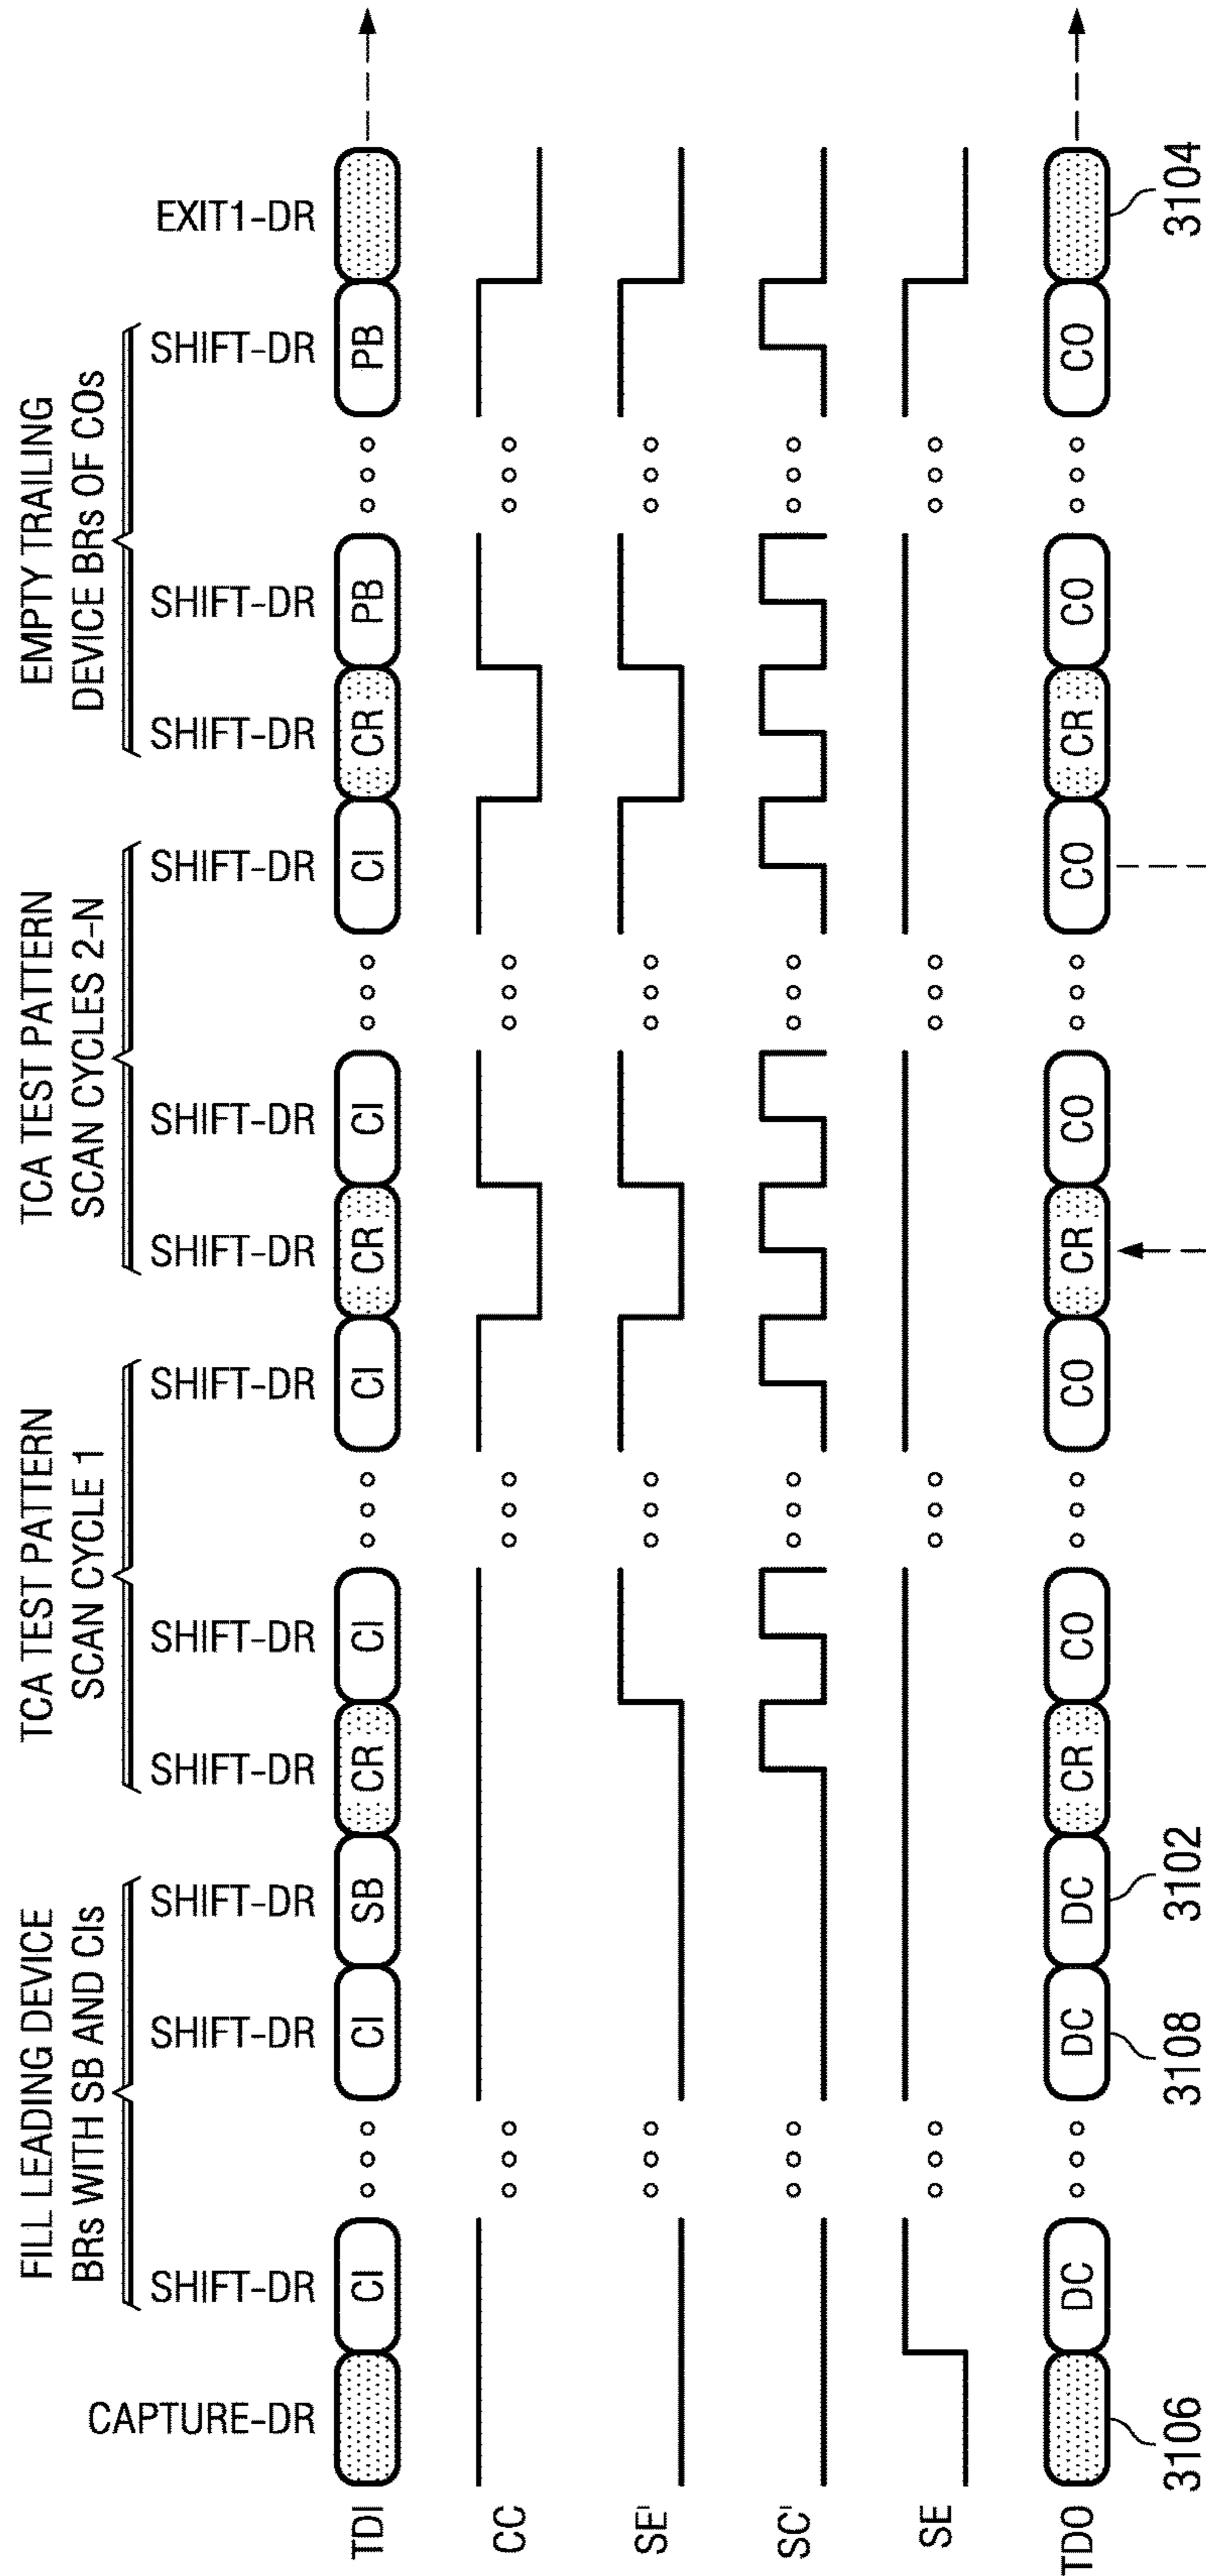 FILL LEADING DEVICE
BRs WITH SB AND CIs
TCA TEST PATTERN
SCAN CYCLE 1
TCA TEST PATTERN
SCAN CYCLES 2-N
EMPTY TRAILING
DEVICE BRs OF COs
CAPTURE-DR SHIFT-DR SHIFT-DR SHIFT-DR SHIFT-DR SHIFT-DR SHIFT-DR SHIFT-DR SHIFT-DR SHIFT-DR SHIFT-DR SHIFT-DR SHIFT-DR EXIT1-DR
TDI CI CI SB CR CI CI CR CI CI CR PB PB
CC
SE'
SC'
SE
TDO DC DC DC CR CO CO CR CO CO CR CO CO
3106 3108 3102 3104